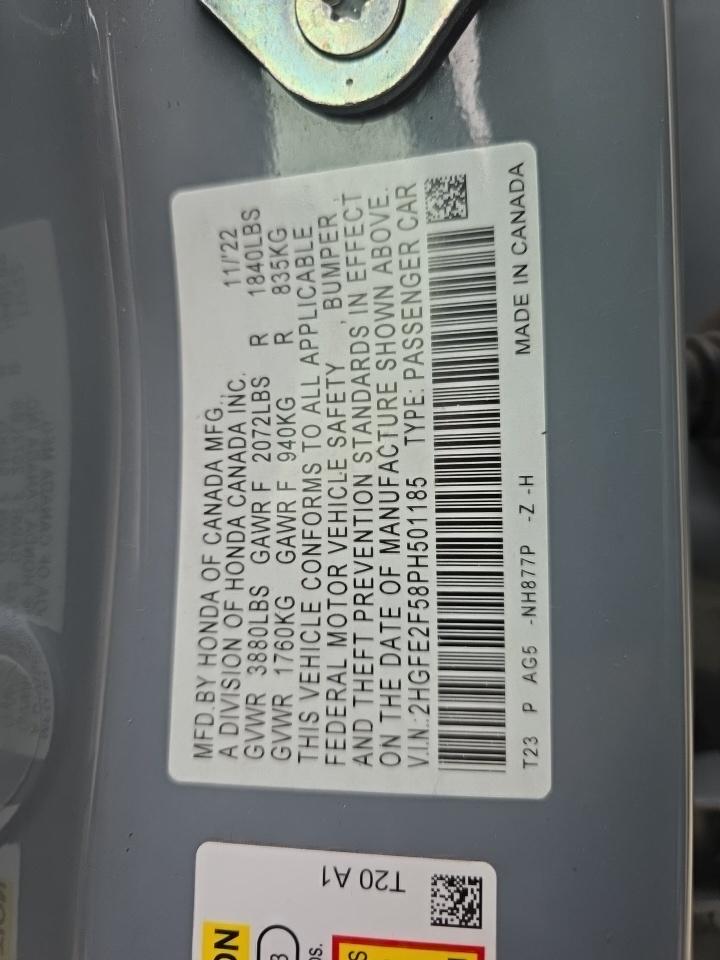 MFD.BY HONDA OF CANADA MFG., 11/'22
A DIVISION OF HONDA CANADA INC.
GVWR 3880LBS GAWR F 2072LBS R 1840LBS
GVWR 1760KG GAWR F 940KG R 835KG
THIS VEHICLE CONFORMS TO ALL APPLICABLE
FEDERAL MOTOR VEHICLE SAFETY , BUMPER ,
AND THEFT PREVENTION STANDARDS IN EFFECT
ON THE DATE OF MANUFACTURE SHOWN ABOVE.
V.I.N.:2HGFE2F58PH501185 TYPE: PASSENGER CAR
T23 P AG5 -NH877P -Z -H MADE IN CANADA
T20 A1